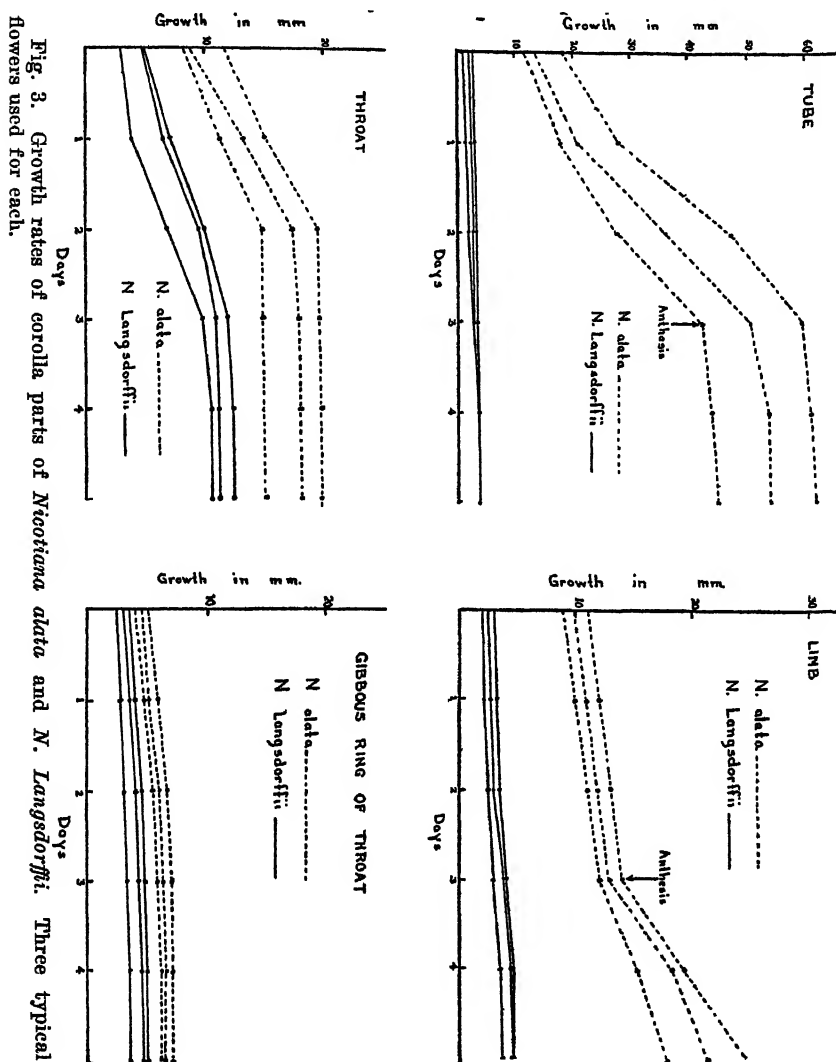 TUBE
Growth in mm
10
20
30
40
50
60
1
2
3
4
Days
Anthesis
N. alata
N. Langsdorffii
LIMB
Growth in mm.
10
20
30
1
2
3
4
Anthesis
N. alata
N. Langsdorffii
THROAT
Growth in mm
10
20
1
2
3
4
Days
N. alata
N Langsdorffii
GIBBOUS RING OF THROAT
Growth in mm.
10
20
1
2
3
4
Days
N alata
N Langsdorffii
Fig. 3. Growth rates of corolla parts of Nicotiana alata and N. Langsdorffii. Three typical
flowers used for each.